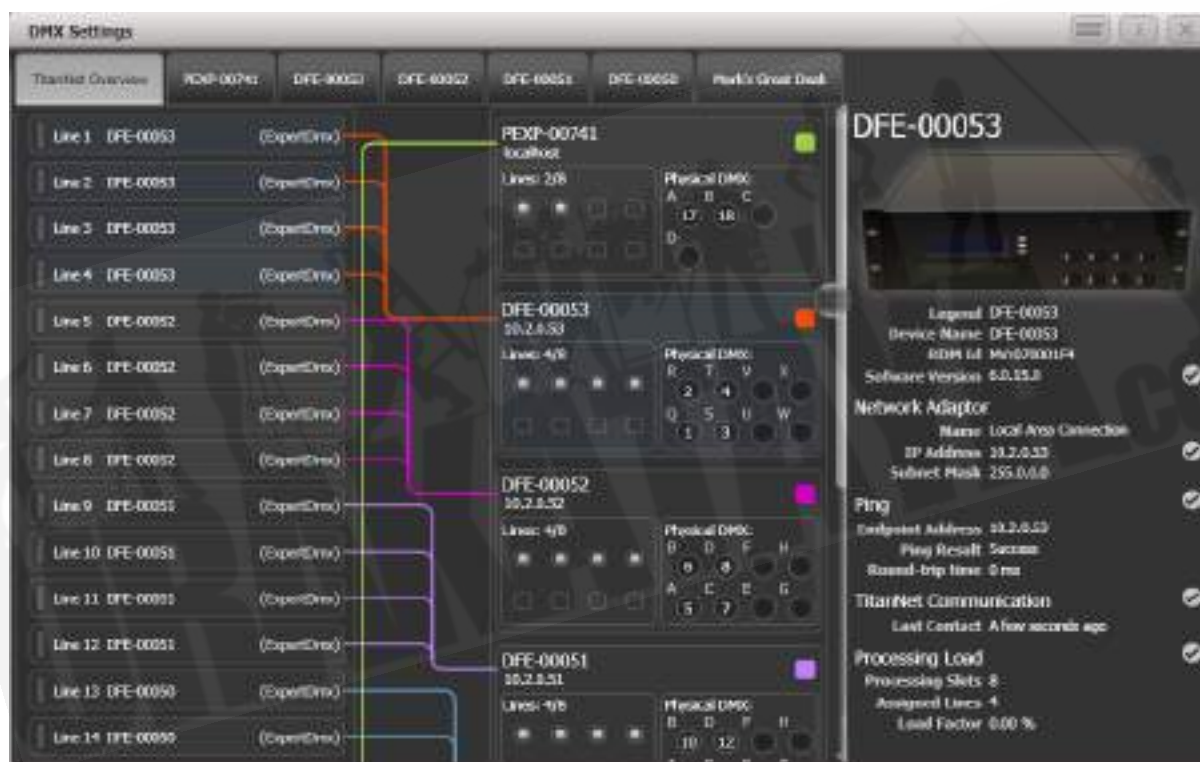 DMX Settings
TitanNet Overview
PEXP-00741
DFE-00053
DFE-00052
DFE-00051
DFE-00050
Mark's Great Desk
Line 1 DFE-00053 (ExpertDmx)
Line 2 DFE-00053 (ExpertDmx)
Line 3 DFE-00053 (ExpertDmx)
Line 4 DFE-00053 (ExpertDmx)
Line 5 DFE-00052 (ExpertDmx)
Line 6 DFE-00052 (ExpertDmx)
Line 7 DFE-00052 (ExpertDmx)
Line 8 DFE-00052 (ExpertDmx)
Line 9 DFE-00051 (ExpertDmx)
Line 10 DFE-00051 (ExpertDmx)
Line 11 DFE-00051 (ExpertDmx)
Line 12 DFE-00051 (ExpertDmx)
Line 13 DFE-00050 (ExpertDmx)
Line 14 DFE-00050 (ExpertDmx)
PEXP-00741
localhost
Lines: 2/8
Physical DMX:
A B C
17 18
D
DFE-00053
10.2.0.53
Lines: 4/8
Physical DMX:
R T V X
2 4
Q S U W
1 3
DFE-00052
10.2.0.52
Lines: 4/8
Physical DMX:
B D F H
6 8
A C E G
5 7
DFE-00051
10.2.0.51
Lines: 4/8
Physical DMX:
B D F H
10 12
A C E G
DFE-00053
Legend DFE-00053
Device Name DFE-00053
RDM Id
Software Version 6.0.15.0
Network Adaptor
Name Local Area Connection
IP Address 10.2.0.53
Subnet Mask 255.0.0.0
Ping
Endpoint Address 10.2.0.53
Ping Result Success
Round-trip time 0 ms
TitanNet Communication
Last Contact A few seconds ago
Processing Load
Processing Slots 8
Assigned Lines 4
Load Factor 0.00 %